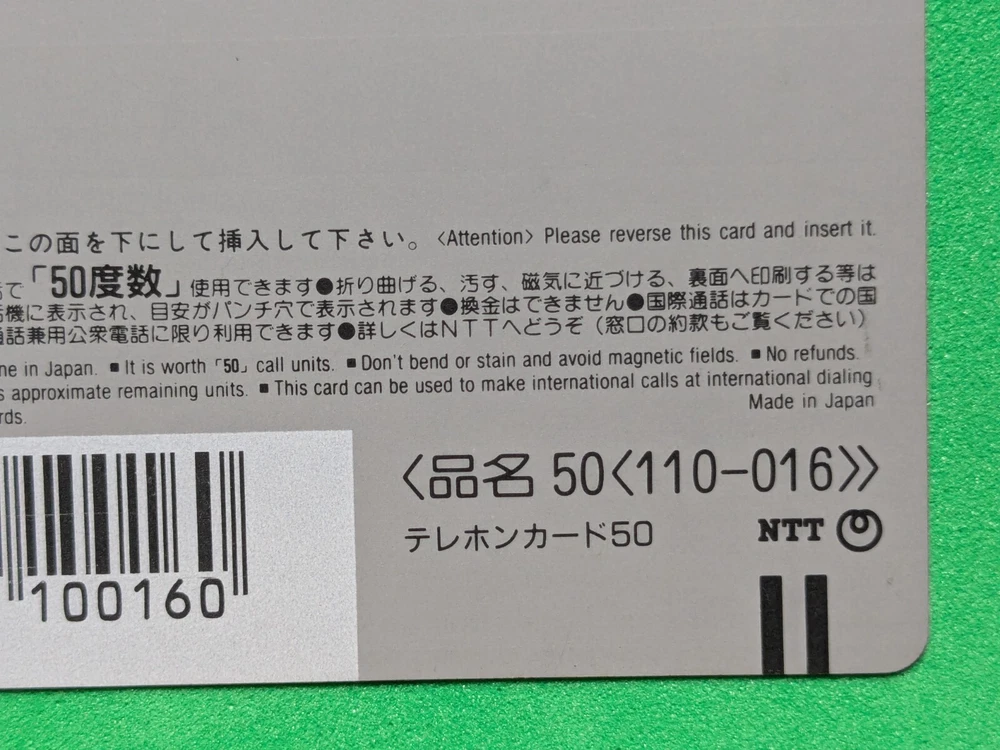 この面を下にして挿入して下さい。〈Attention〉 Please reverse this card and insert it.
で「50度数」使用できます●折り曲げる、汚す、磁気に近づける、裏面へ印刷する等は
機に表示され、目安がパンチ穴で表示されます●換金はできません●国際通話はカードでの国
話兼用公衆電話に限り利用できます●詳しくはNTTへどうぞ（窓口の約款もご覧ください）
ne in Japan. ■ It is worth「50」call units. ■ Don't bend or stain and avoid magnetic fields. ■ No refunds.
s approximate remaining units. ■ This card can be used to make international calls at international dialing
rds.
Made in Japan
〈品名 50〈110−016〉〉
テレホンカード50
NTT
100160